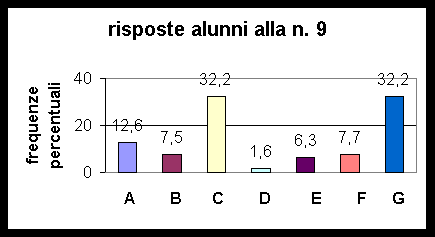 risposte alunni alla n. 9
frequenze
percentuali
40
20
0
12,6
7,5
32,2
1,6
6,3
7,7
32,2
A B C D E F G